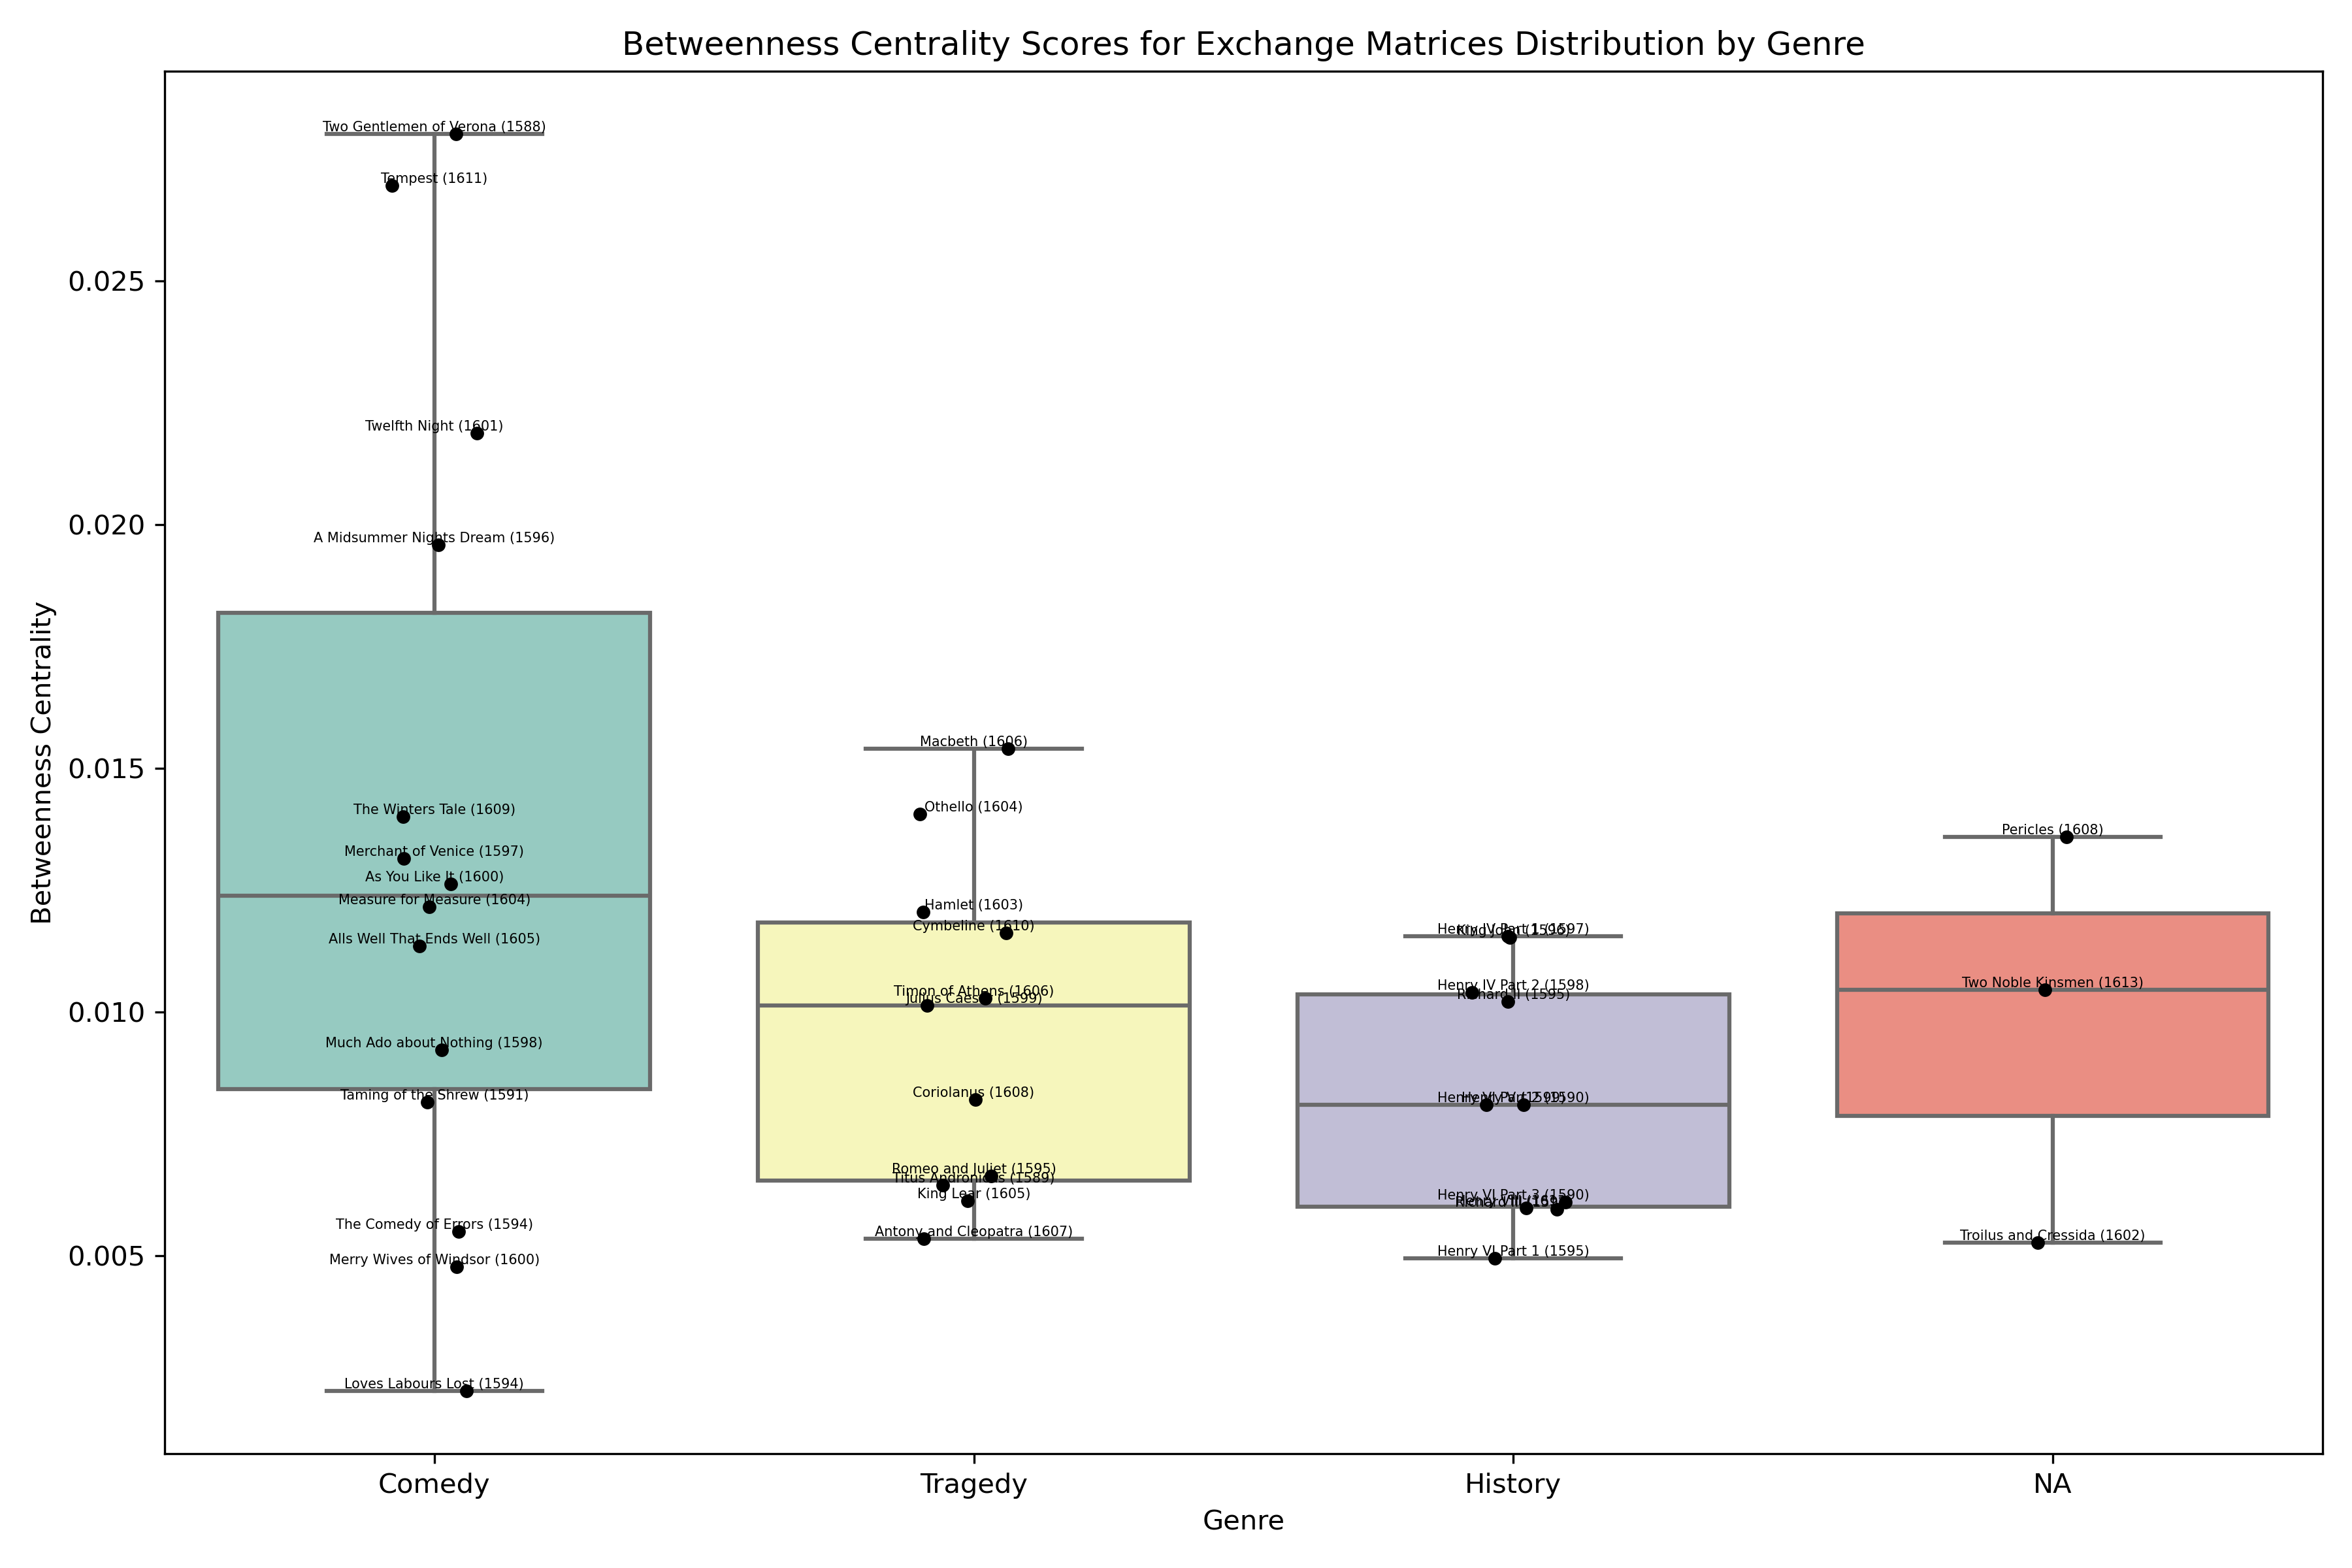 Betweenness Centrality Scores for Exchange Matrices Distribution by Genre
Betweenness Centrality
0.025
0.020
0.015
0.010
0.005
Two Gentlemen of Verona (1588)
Tempest (1611)
Twelfth Night (1601)
A Midsummer Nights Dream (1596)
The Winters Tale (1609)
Merchant of Venice (1597)
As You Like It (1600)
Measure for Measure (1604)
Alls Well That Ends Well (1605)
Much Ado about Nothing (1598)
Taming of the Shrew (1591)
The Comedy of Errors (1594)
Merry Wives of Windsor (1600)
Loves Labours Lost (1594)
Macbeth (1606)
Othello (1604)
Hamlet (1603)
Cymbeline (1610)
Timon of Athens (1606)
Julius Caesar (1599)
Coriolanus (1608)
Romeo and Juliet (1595)
Titus Andronicus (1589)
King Lear (1605)
Antony and Cleopatra (1607)
Henry IV Part 1 (1597)
King John (1596)
Henry IV Part 2 (1598)
Richard II (1595)
Henry VI Part 2 (1590)
Henry V (1599)
Henry VI Part 3 (1590)
Henry VIII
Richard III
Henry VI Part 1 (1595)
Pericles (1608)
Two Noble Kinsmen (1613)
Troilus and Cressida (1602)
Comedy
Tragedy
History
NA
Genre